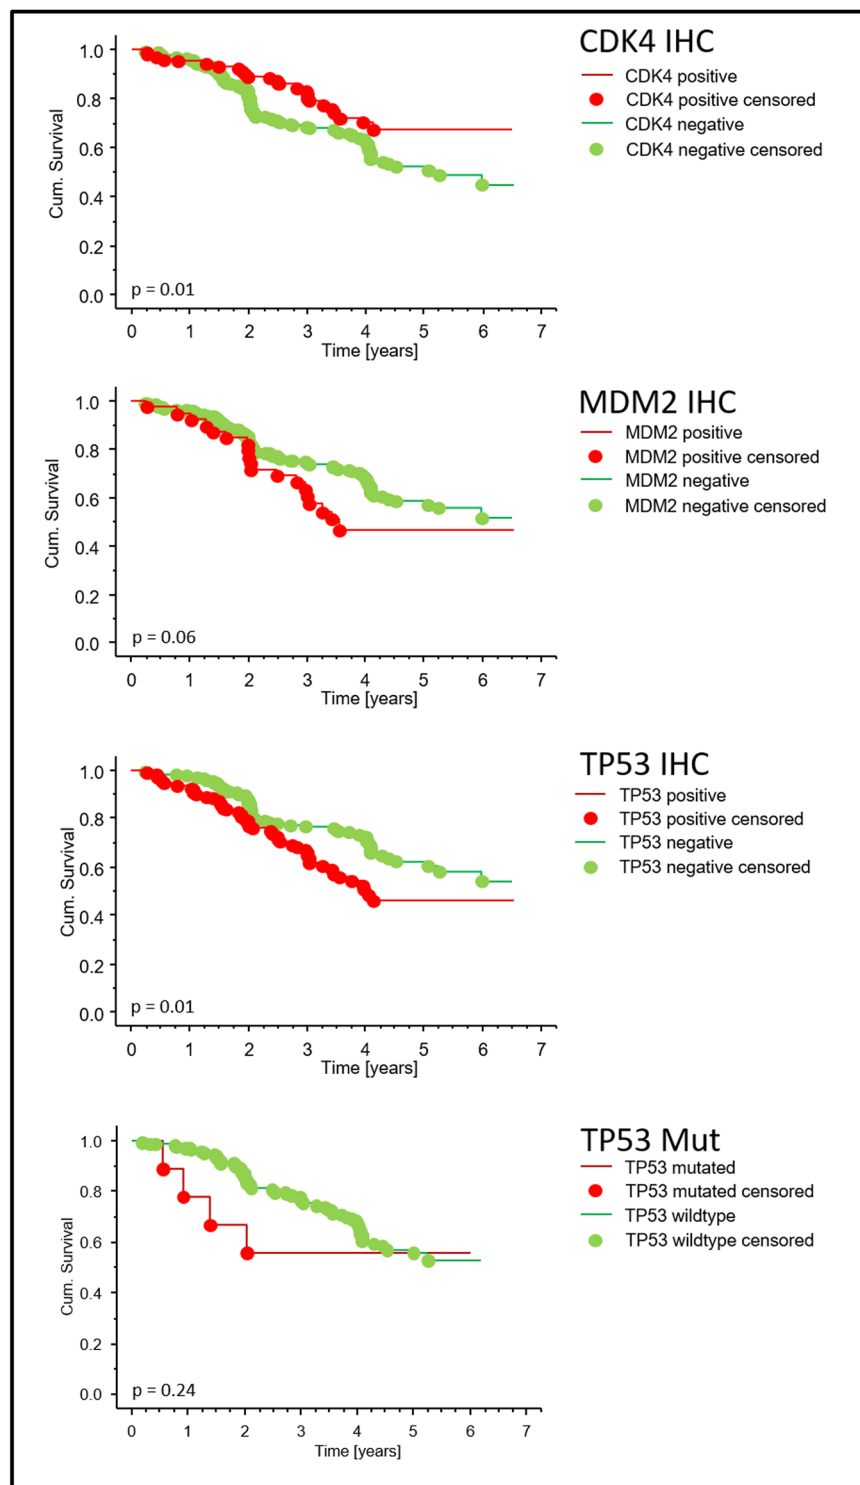 CDK4 IHC
CDK4 positive
CDK4 positive censored
CDK4 negative
CDK4 negative censored
Cum. Survival
1.0
0.8
0.6
0.4
0.2
0.0
p = 0.01
0 1 2 3 4 5 6 7
Time [years]
MDM2 IHC
MDM2 positive
MDM2 positive censored
MDM2 negative
MDM2 negative censored
Cum. Survival
1.0
0.8
0.6
0.4
0.2
0.0
p = 0.06
0 1 2 3 4 5 6 7
Time [years]
TP53 IHC
TP53 positive
TP53 positive censored
TP53 negative
TP53 negative censored
Cum. Survival
1.0
0.8
0.6
0.4
0.2
0.0
p = 0.01
0 1 2 3 4 5 6 7
Time [years]
TP53 Mut
TP53 mutated
TP53 mutated censored
TP53 wildtype
TP53 wildtype censored
Cum. Survival
1.0
0.8
0.6
0.4
0.2
0.0
p = 0.24
0 1 2 3 4 5 6 7
Time [years]